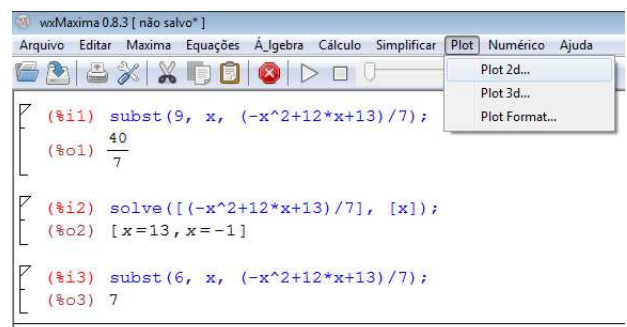 wxMaxima 0.8.3 [ não salvo* ]
Arquivo Editar Maxima Equações Á_lgebra Cálculo Simplificar Plot Numérico Ajuda
Plot 2d...
Plot 3d...
Plot Format...
(%i1) subst(9, x, (-x^2+12*x+13)/7);
(%o1) 40
7
(%i2) solve([(-x^2+12*x+13)/7], [x]);
(%o2) [x=13,x=-1]
(%i3) subst(6, x, (-x^2+12*x+13)/7);
(%o3) 7